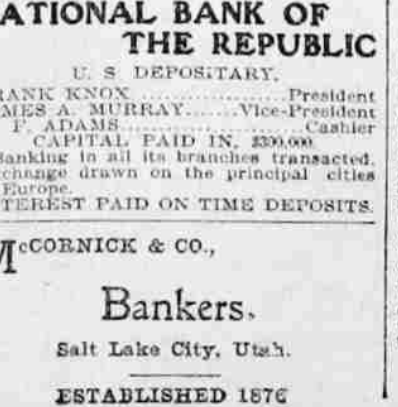 ATIONAL BANK OF
THE REPUBLIC
U. S DEPOSITARY.
RANK KNOX ................President
MES A. MURRAY.......Vice-President
P. ADAMS......................Cashier
CAPITAL PAID IN, $300,000.
Banking in all its branches transacted.
change drawn on the principal cities
Europe.
TEREST PAID ON TIME DEPOSITS.
McCORNICK & CO.,
Bankers.
Salt Lake City, Utah.
ESTABLISHED 1876